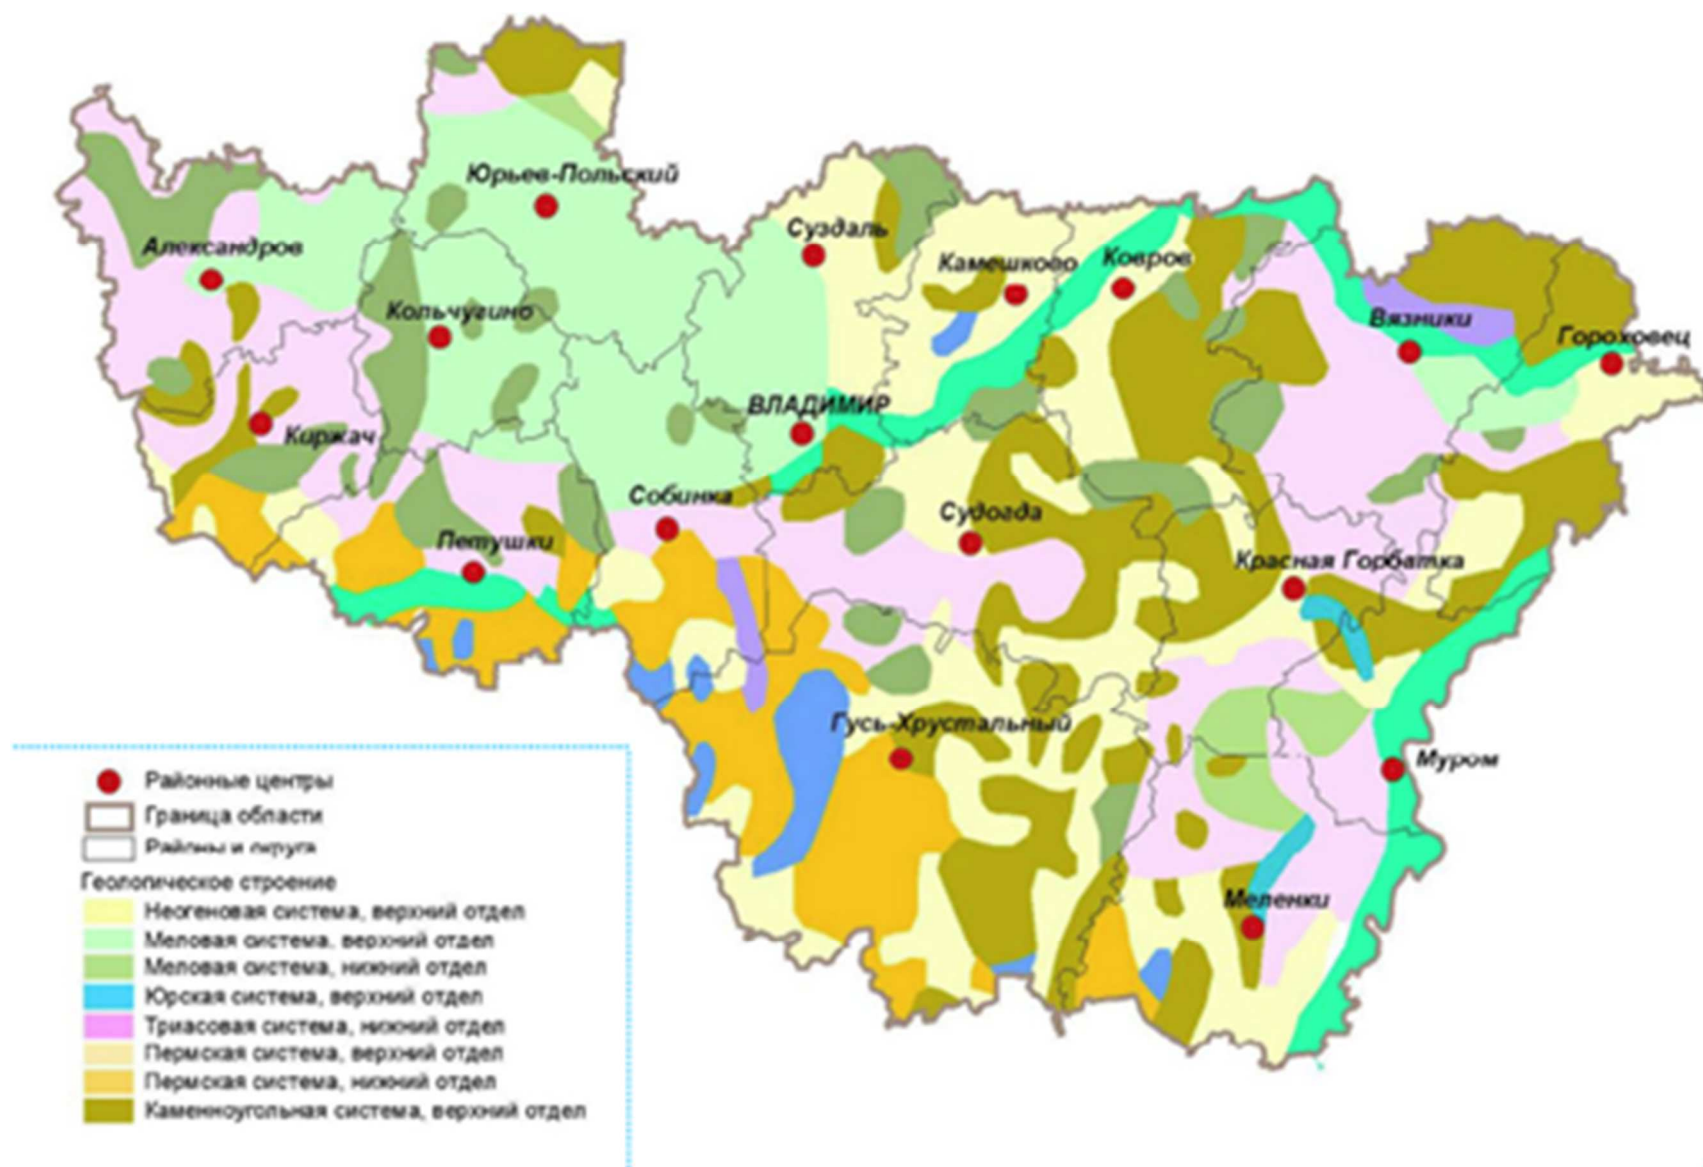 Юрьев-Польский
Суздаль
Александров
Камешково
Ковров
Кольчугино
Вязники
Гороховец
ВЛАДИМИР
Киржач
Собинка
Судогда
Петушки
Красная Горбатка
Гусь-Хрустальный
Муром
Меленки
Районные центры
Граница области
Районы и округа
Геологическое строение
Неогеновая система, верхний отдел
Меловая система, верхний отдел
Меловая система, нижний отдел
Юрская система, верхний отдел
Триасовая система, нижний отдел
Пермская система, верхний отдел
Пермская система, нижний отдел
Каменноугольная система, верхний отдел